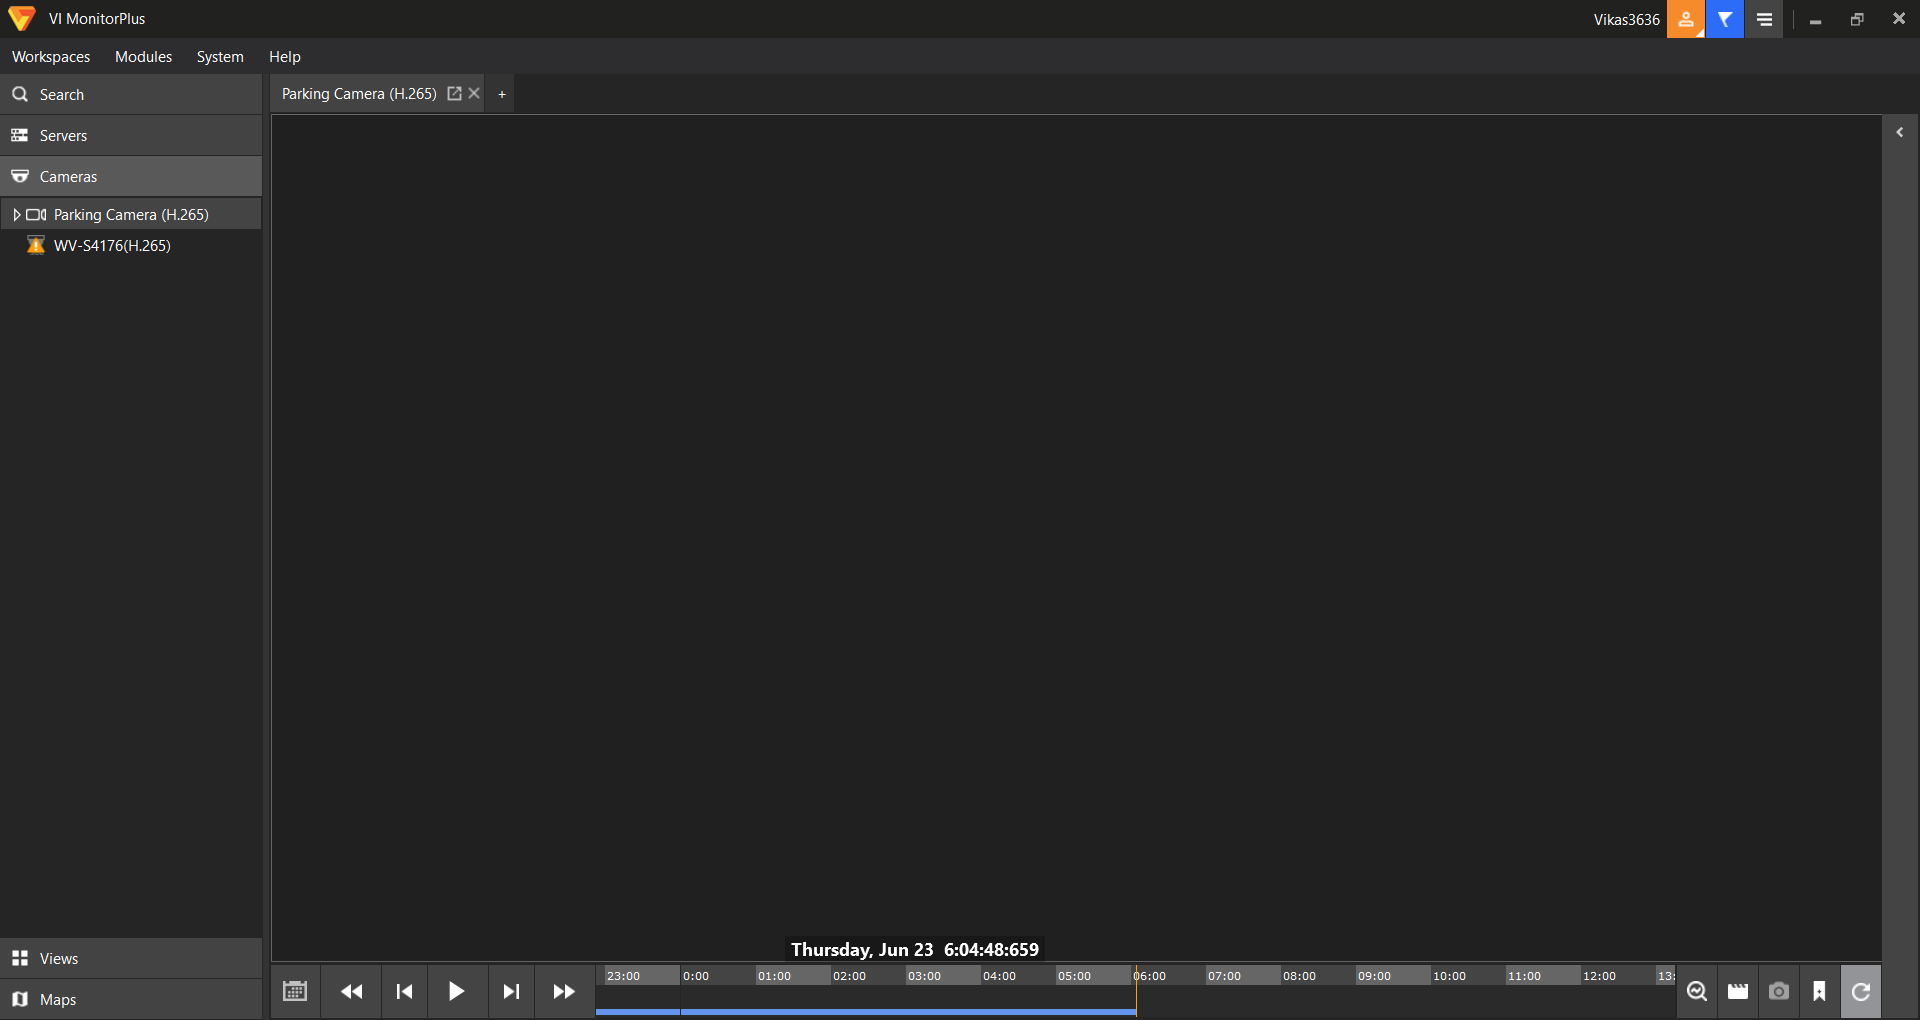 VI MonitorPlus
Vikas3636
Workspaces Modules System Help
Search
Parking Camera (H.265) +
Servers
Cameras
Parking Camera (H.265)
WV-S4176(H.265)
Thursday, Jun 23 6:04:48:659
Views
23:00 0:00 01:00 02:00 03:00 04:00 05:00 06:00 07:00 08:00 09:00 10:00 11:00 12:00 13:
Maps